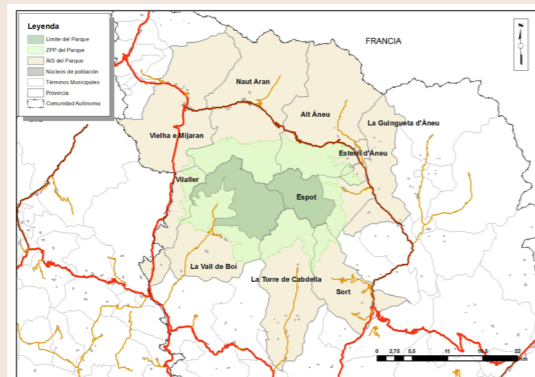 Leyenda
Límite del Parque
ZPP del Parque
AIS del Parque
Núcleos de población
Términos Municipales
Provincia
Comunidad Autónoma
FRANCIA
Naut Aran
Alt Àneu
La Guingueta d'Àneu
Vielha e Mijaran
Esterri d'Àneu
Vilaller
Espot
La Vall de Boí
La Torre de Cabdella
Sort
0 2,75 5,5 11 16,5 22